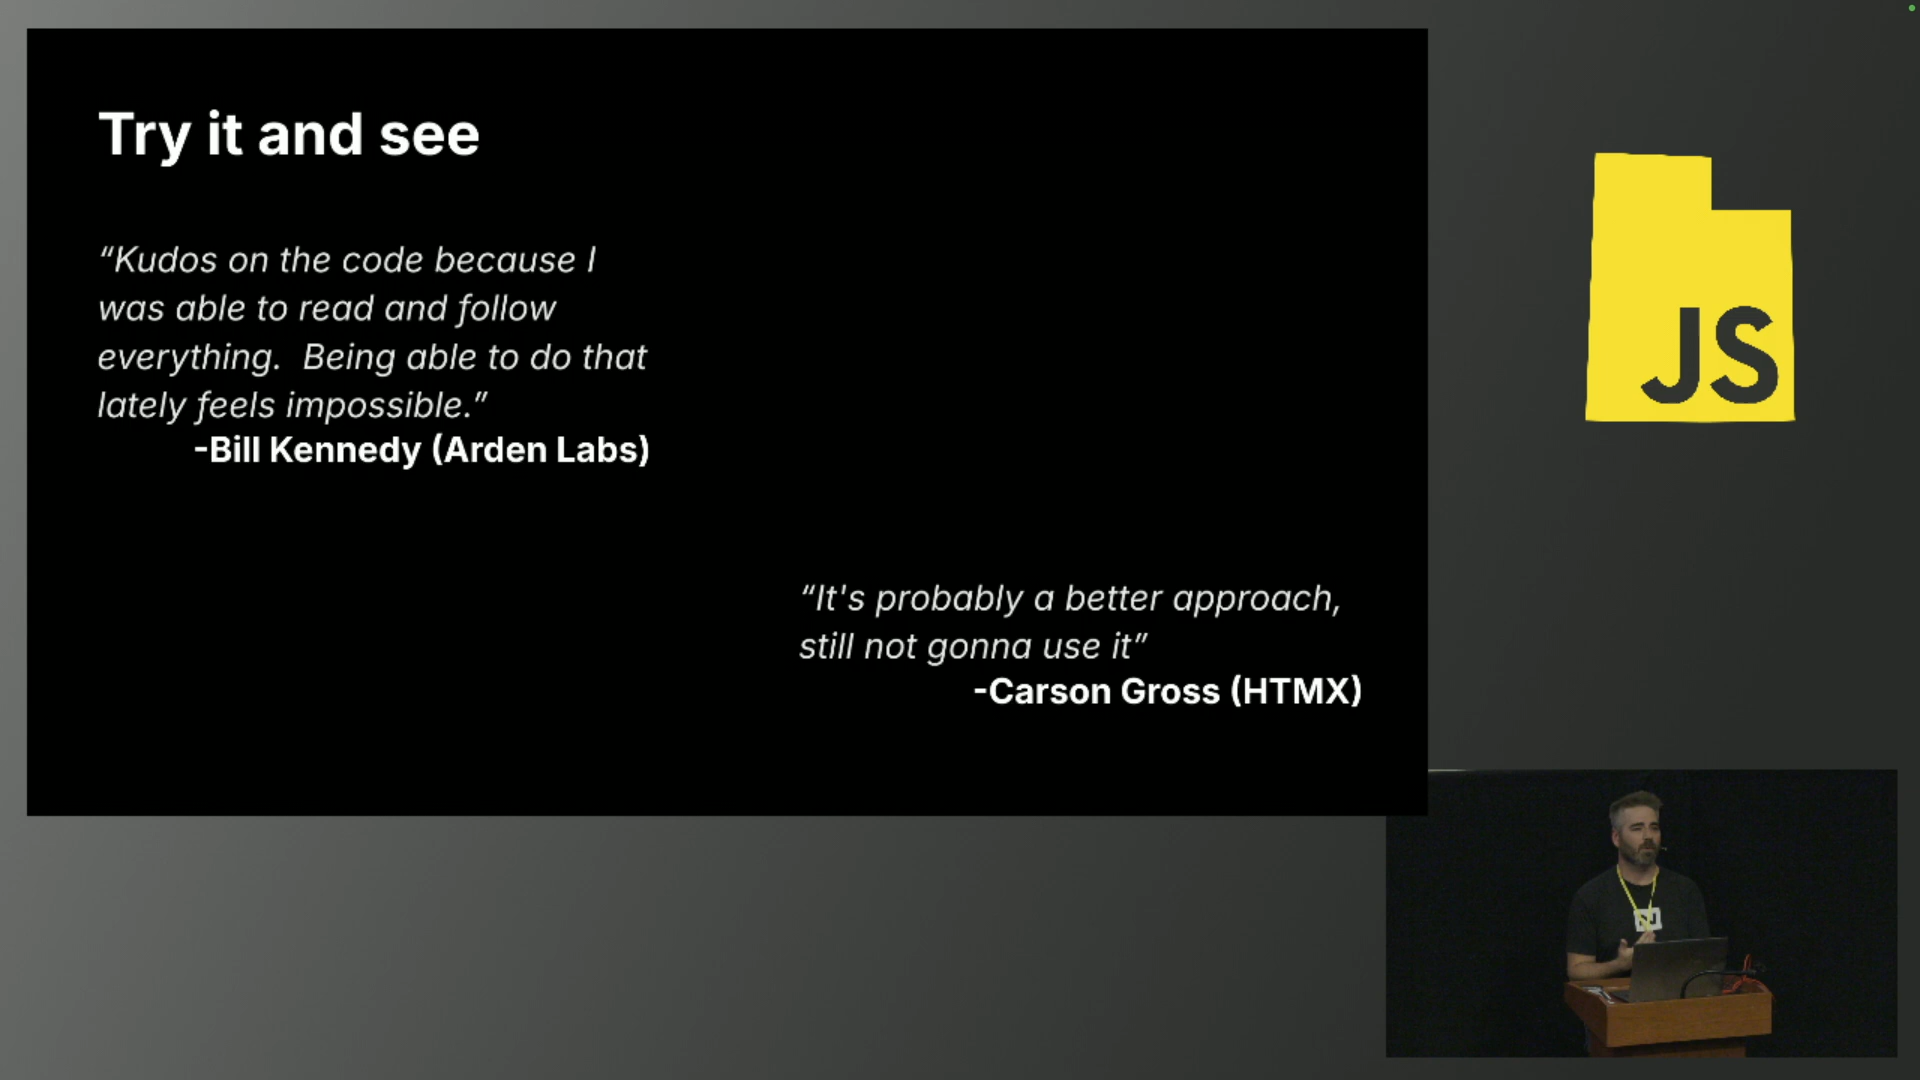 Try it and see
“Kudos on the code because I
was able to read and follow
everything.  Being able to do that
lately feels impossible.”
-Bill Kennedy (Arden Labs)
“It's probably a better approach,
still not gonna use it”
-Carson Gross (HTMX)
JS